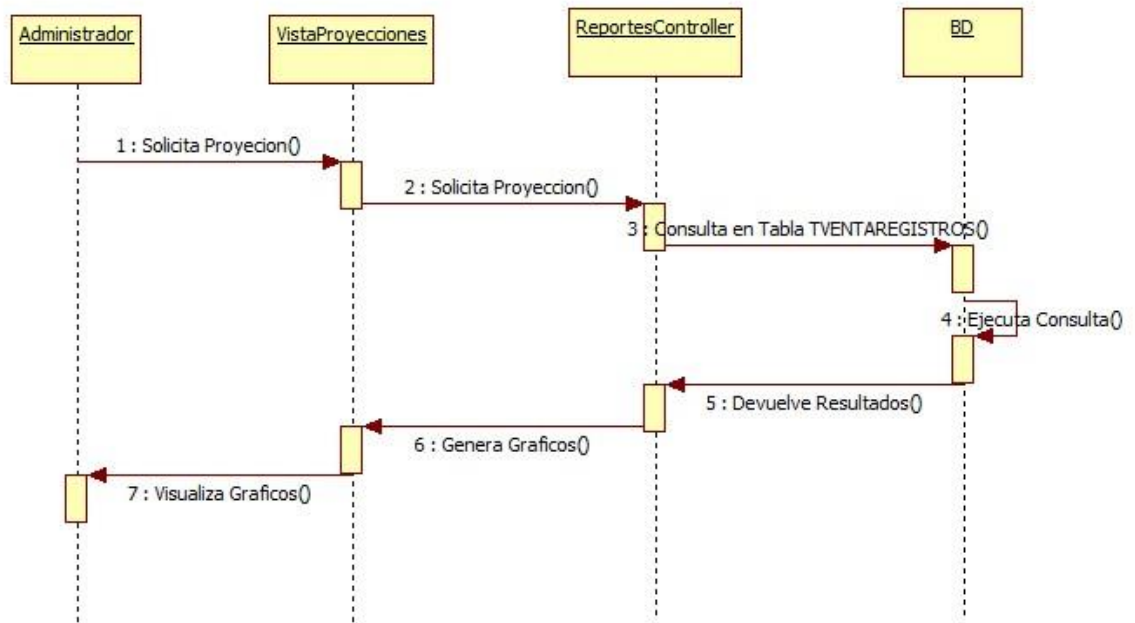 Administrador
VistaProyecciones
ReportesController
BD
1 : Solicita Proyecion()
2 : Solicita Proyeccion()
3 : Consulta en Tabla TVENTAREGISTROS()
4 : Ejecuta Consulta()
5 : Devuelve Resultados()
6 : Genera Graficos()
7 : Visualiza Graficos()